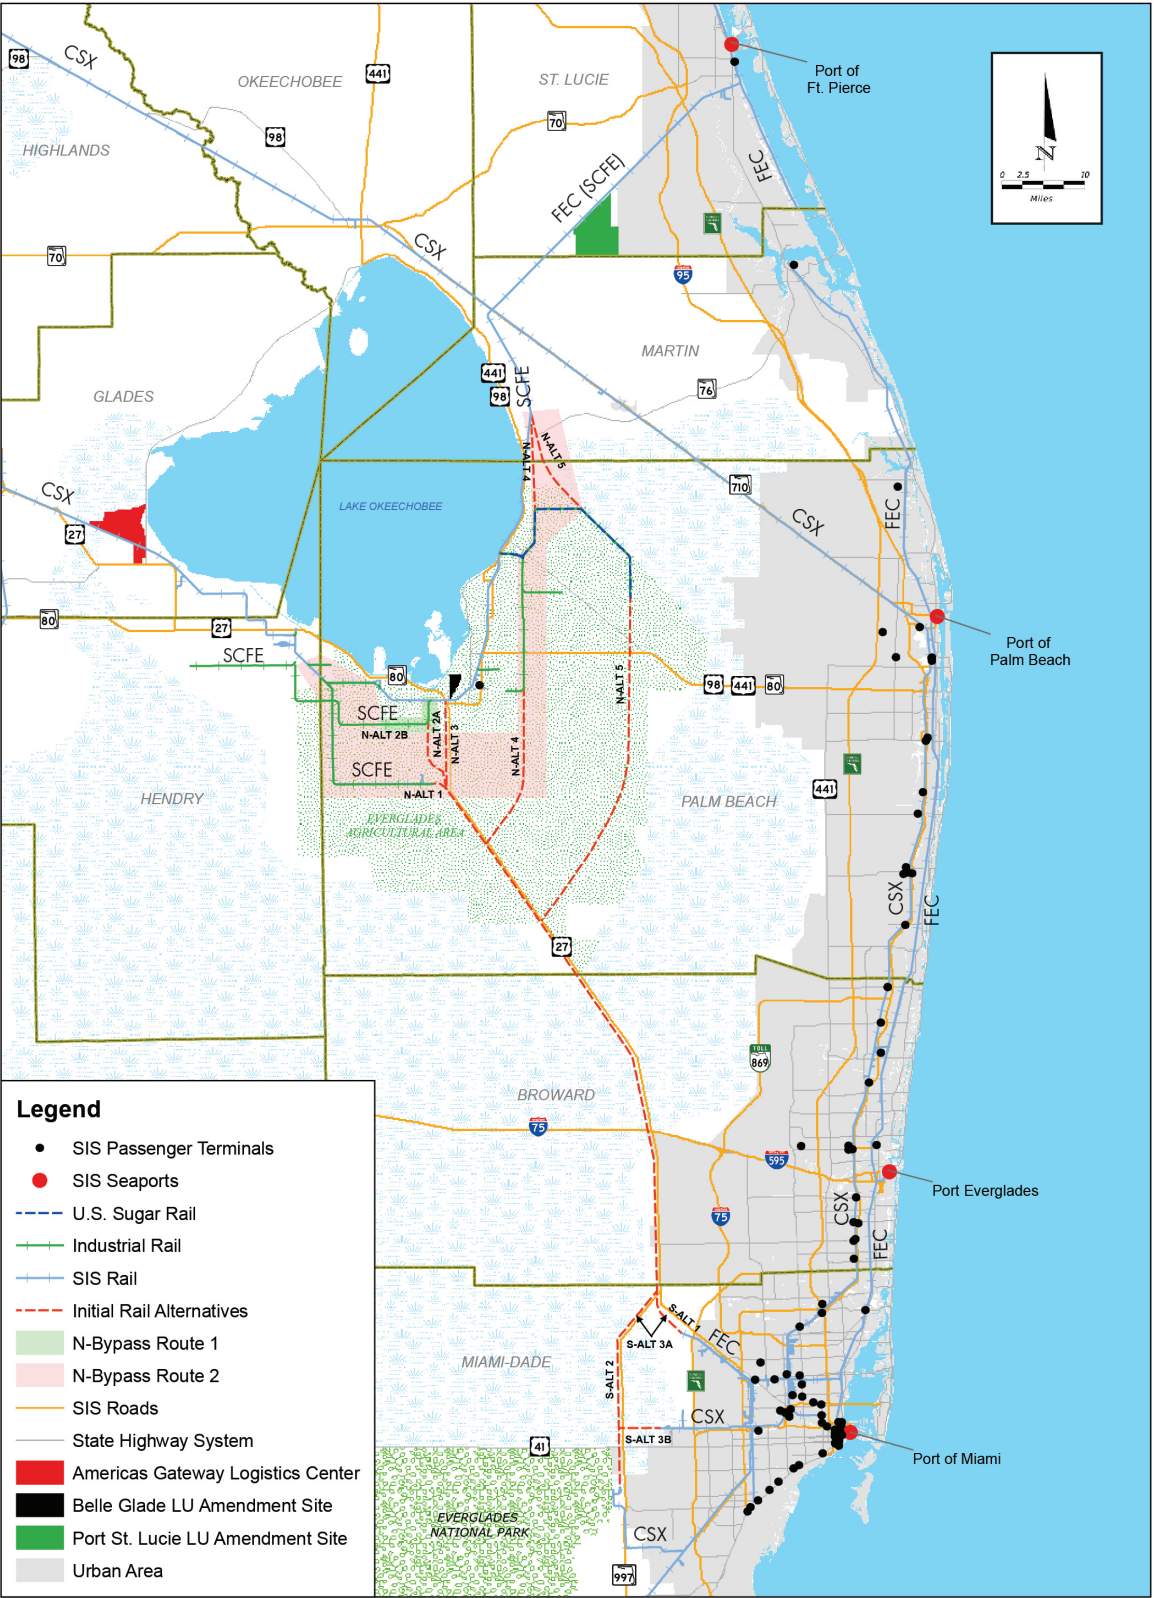 98
CSX
OKEECHOBEE
441
ST. LUCIE
Port of
Ft. Pierce
70
98
HIGHLANDS
FEC
FEC (SCFE)
N
0 2.5 5 10
Miles
70
CSX
95
MARTIN
441
98
SCFE
76
GLADES
N-ALT 4
N-ALT 5
CSX
27
LAKE OKEECHOBEE
710
CSX
FEC
80
27
SCFE
80
Port of
Palm Beach
98
441
80
N-ALT 5
SCFE
N-ALT 2B
N-ALT 2A
N-ALT 3
N-ALT 4
SCFE
N-ALT 1
HENDRY
PALM BEACH
441
EVERGLADES
AGRICULTURAL AREA
CSX
FEC
27
TOLL
869
BROWARD
75
595
75
Port Everglades
CSX
FEC
S-ALT 1
FEC
S-ALT 3A
MIAMI-DADE
S-ALT 2
CSX
S-ALT 3B
41
Port of Miami
EVERGLADES
NATIONAL PARK
CSX
997
Legend
SIS Passenger Terminals
SIS Seaports
U.S. Sugar Rail
Industrial Rail
SIS Rail
Initial Rail Alternatives
N-Bypass Route 1
N-Bypass Route 2
SIS Roads
State Highway System
Americas Gateway Logistics Center
Belle Glade LU Amendment Site
Port St. Lucie LU Amendment Site
Urban Area